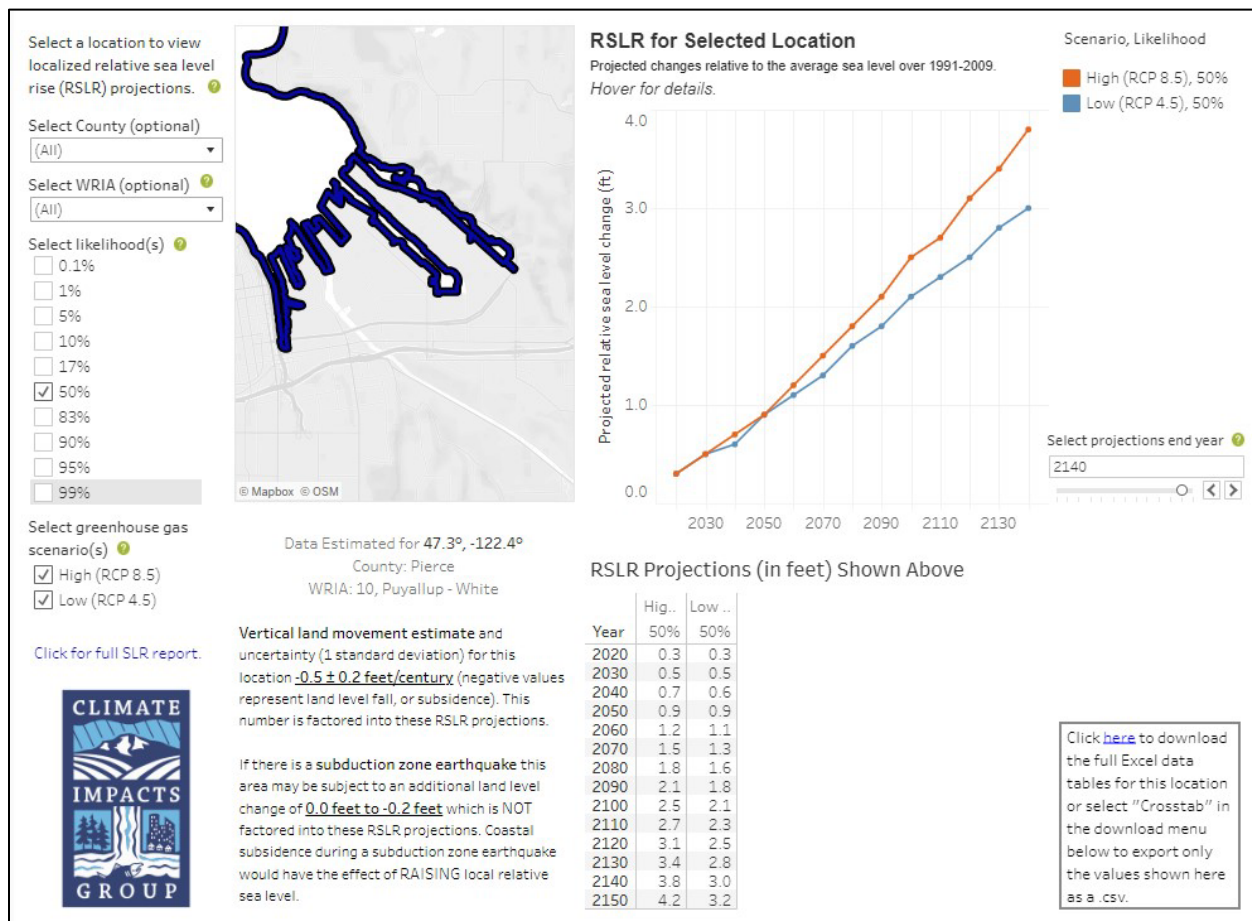 Select a location to view
localized relative sea level
rise (RSLR) projections. ?
Select County (optional)
(All)
Select WRIA (optional) ?
(All)
Select likelihood(s) ?
0.1%
1%
5%
10%
17%
50%
83%
90%
95%
99%
Select greenhouse gas
scenario(s) ?
High (RCP 8.5)
Low (RCP 4.5)
Click for full SLR report.
CLIMATE
IMPACTS
GROUP
© Mapbox © OSM
Data Estimated for 47.3º, -122.4º
County: Pierce
WRIA: 10, Puyallup - White
Vertical land movement estimate and
uncertainty (1 standard deviation) for this
location -0.5 ± 0.2 feet/century (negative values
represent land level fall, or subsidence). This
number is factored into these RSLR projections.
If there is a subduction zone earthquake this
area may be subject to an additional land level
change of 0.0 feet to -0.2 feet which is NOT
factored into these RSLR projections. Coastal
subsidence during a subduction zone earthquake
would have the effect of RAISING local relative
sea level.
RSLR for Selected Location
Projected changes relative to the average sea level over 1991-2009.
Hover for details.
Projected relative sea level change (ft)
4.0
3.0
2.0
1.0
0.0
2030 2050 2070 2090 2110 2130
Scenario, Likelihood
High (RCP 8.5), 50%
Low (RCP 4.5), 50%
Select projections end year ?
2140
RSLR Projections (in feet) Shown Above
Hig.. Low ..
Year 50% 50%
2020 0.3 0.3
2030 0.5 0.5
2040 0.7 0.6
2050 0.9 0.9
2060 1.2 1.1
2070 1.5 1.3
2080 1.8 1.6
2090 2.1 1.8
2100 2.5 2.1
2110 2.7 2.3
2120 3.1 2.5
2130 3.4 2.8
2140 3.8 3.0
2150 4.2 3.2
Click here to download
the full Excel data
tables for this location
or select "Crosstab" in
the download menu
below to export only
the values shown here
as a .csv.